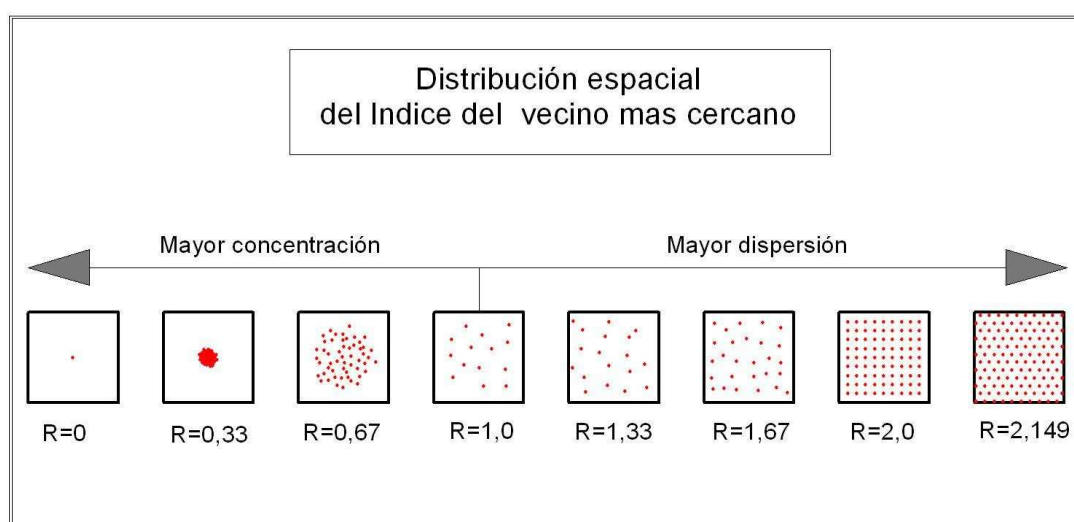 Distribución espacial
del Indice del vecino mas cercano
Mayor concentración
Mayor dispersión
R=0
R=0,33
R=0,67
R=1,0
R=1,33
R=1,67
R=2,0
R=2,149